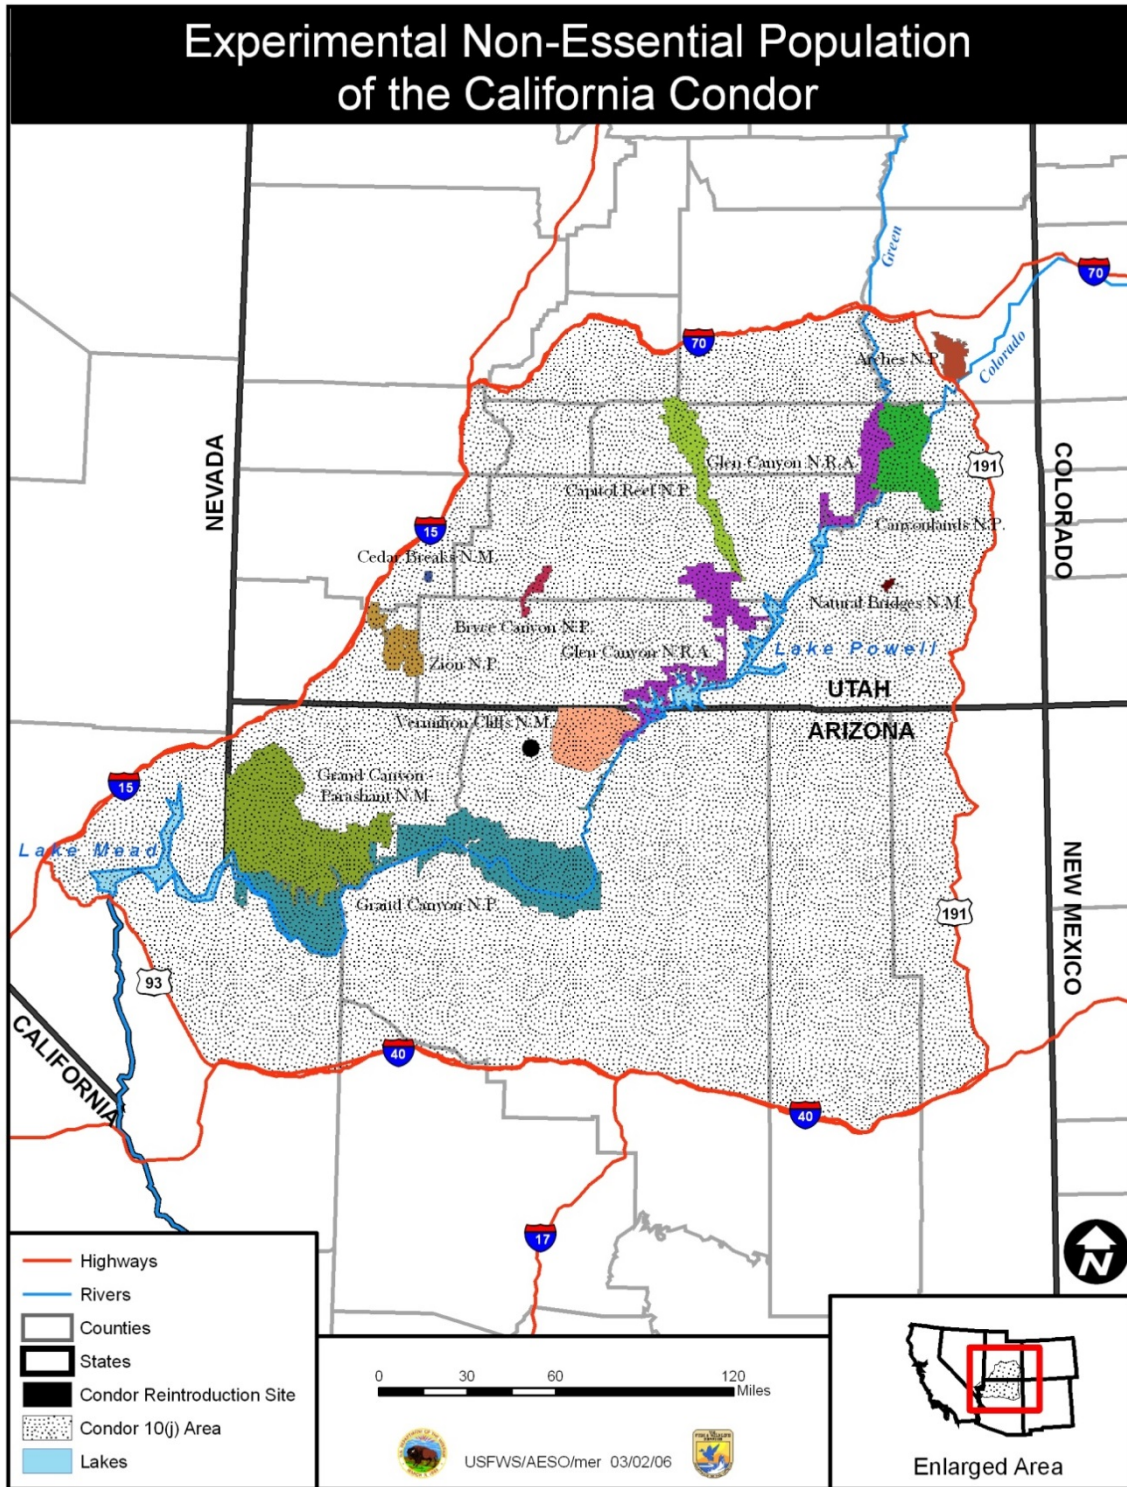 Experimental Non-Essential Population
of the California Condor
Green
70
70
Arches N.P.
Colorado
NEVADA
COLORADO
Glen Canyon N.R.A.
191
Capitol Reef N.P.
15
Canyonlands N.P.
Cedar Breaks N.M.
Natural Bridges N.M.
Bryce Canyon N.P.
Glen Canyon N.R.A.
Lake Powell
Zion N.P.
UTAH
Vermilion Cliffs N.M.
ARIZONA
15
Grand Canyon
Parashant N.M.
Lake Mead
NEW MEXICO
Grand Canyon N.P.
191
93
CALIFORNIA
40
40
17
N
Highways
Rivers
Counties
States
Condor Reintroduction Site
Condor 10(j) Area
Lakes
0 30 60 120
Miles
USFWS/AESO/mer 03/02/06
Enlarged Area